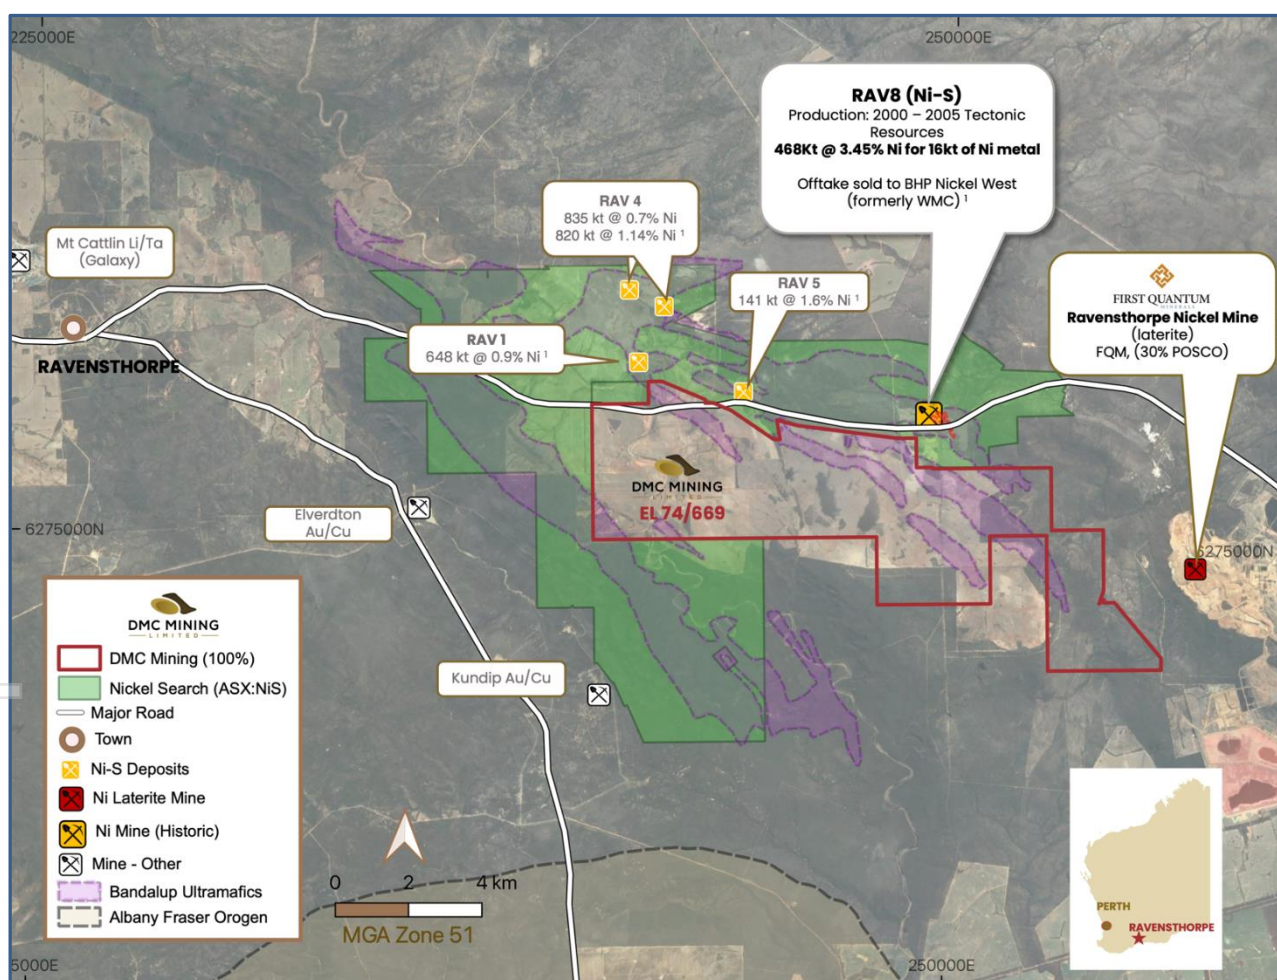 225000E
250000E
RAV8 (Ni-S)
Production: 2000 – 2005 Tectonic
Resources
468Kt @ 3.45% Ni for 16kt of Ni metal
Offtake sold to BHP Nickel West
(formerly WMC) ¹
RAV 4
835 kt @ 0.7% Ni
820 kt @ 1.14% Ni ¹
Mt Cattlin Li/Ta
(Galaxy)
RAV 5
141 kt @ 1.6% Ni ¹
FIRST QUANTUM
MINERALS
Ravensthorpe Nickel Mine
(laterite)
FQM, (30% POSCO)
RAV 1
648 kt @ 0.9% Ni ¹
RAVENSTHORPE
DMC MINING
LIMITED
EL 74/669
Elverdton
Au/Cu
6275000N
6275000N
Kundip Au/Cu
DMC MINING
LIMITED
DMC Mining (100%)
Nickel Search (ASX:NiS)
Major Road
Town
Ni-S Deposits
Ni Laterite Mine
Ni Mine (Historic)
Mine - Other
Bandalup Ultramafics
Albany Fraser Orogen
0 2 4 km
MGA Zone 51
PERTH
RAVENSTHORPE
5000E
250000E